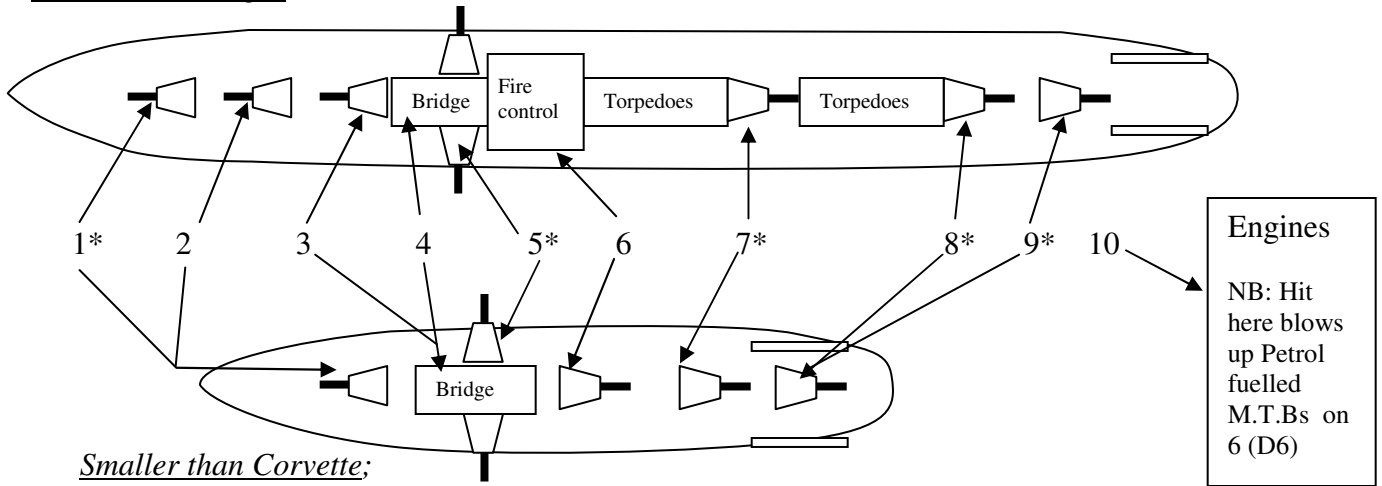 Bridge
Fire
control
Torpedoes
Torpedoes
1* 2 3 4 5* 6 7* 8* 9* 10
Engines
NB: Hit
here blows
up Petrol
fuelled
M.T.Bs on
6 (D6)
Bridge
Smaller than Corvette;